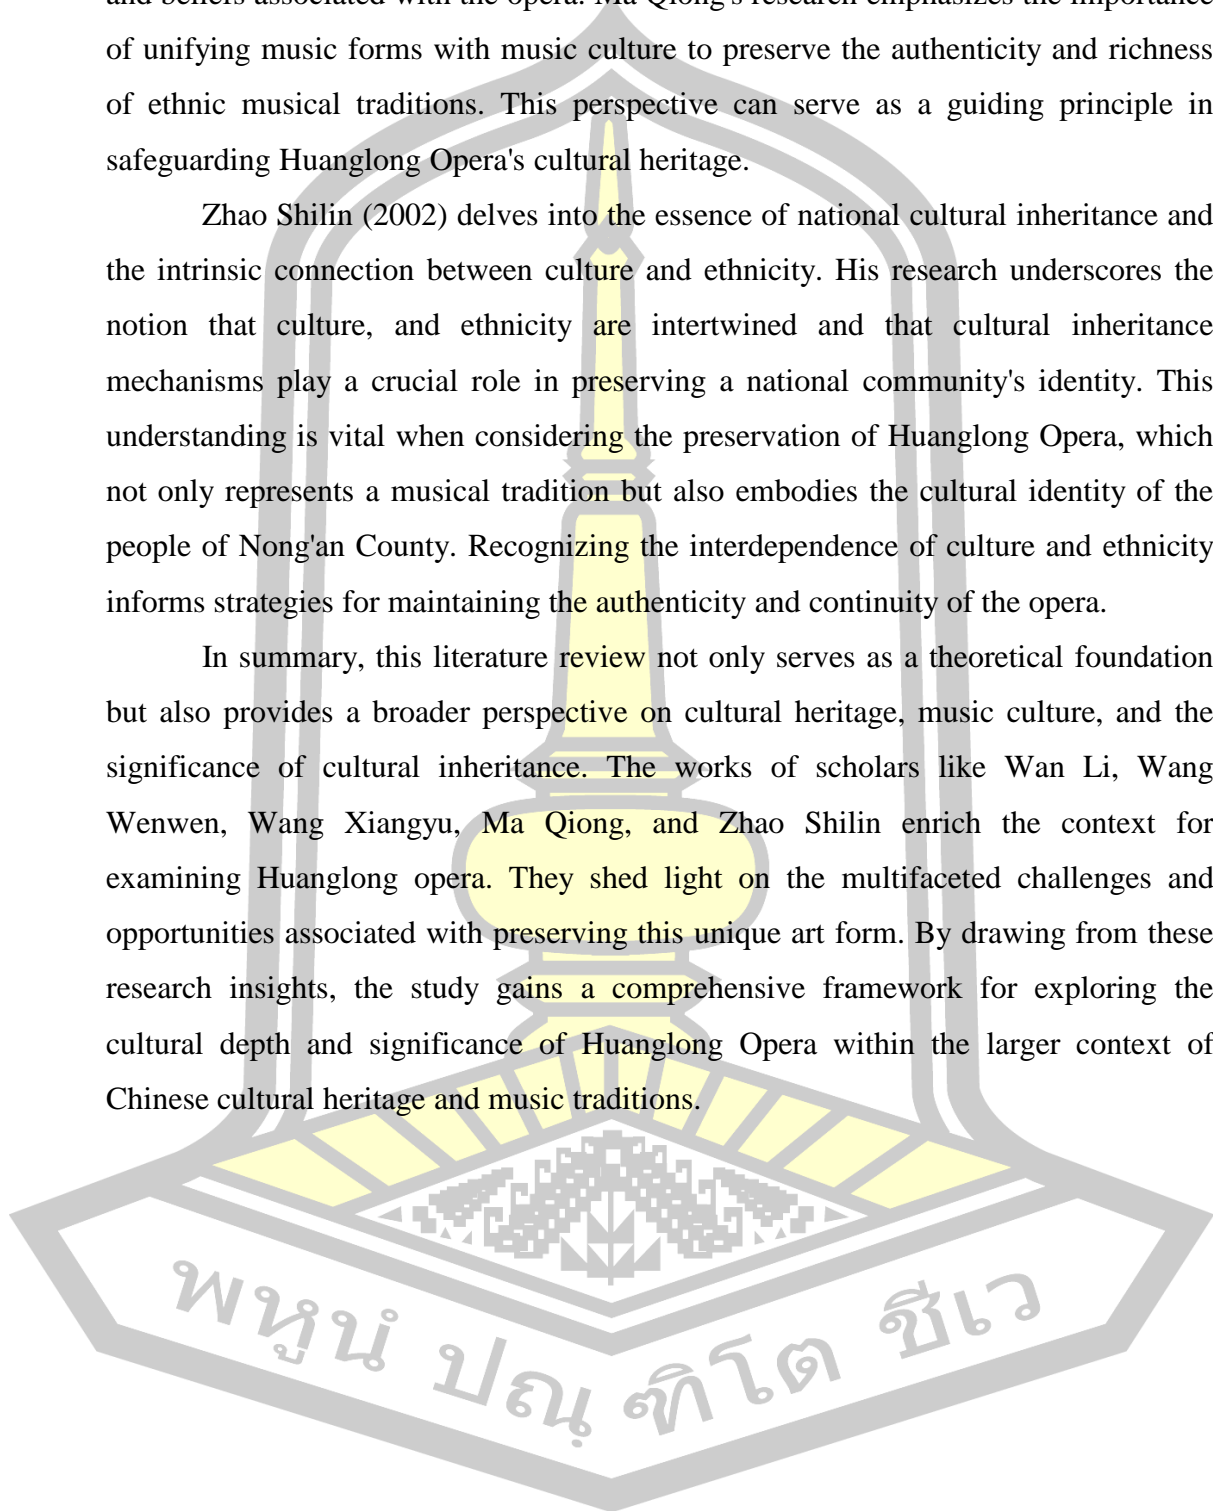 and beliefs associated with the opera. Ma Qiong's research emphasizes the importance
of unifying music forms with music culture to preserve the authenticity and richness
of ethnic musical traditions. This perspective can serve as a guiding principle in
safeguarding Huanglong Opera's cultural heritage.
Zhao Shilin (2002) delves into the essence of national cultural inheritance and
the intrinsic connection between culture and ethnicity. His research underscores the
notion that culture, and ethnicity are intertwined and that cultural inheritance
mechanisms play a crucial role in preserving a national community's identity. This
understanding is vital when considering the preservation of Huanglong Opera, which
not only represents a musical tradition but also embodies the cultural identity of the
people of Nong'an County. Recognizing the interdependence of culture and ethnicity
informs strategies for maintaining the authenticity and continuity of the opera.
In summary, this literature review not only serves as a theoretical foundation
but also provides a broader perspective on cultural heritage, music culture, and the
significance of cultural inheritance. The works of scholars like Wan Li, Wang
Wenwen, Wang Xiangyu, Ma Qiong, and Zhao Shilin enrich the context for
examining Huanglong opera. They shed light on the multifaceted challenges and
opportunities associated with preserving this unique art form. By drawing from these
research insights, the study gains a comprehensive framework for exploring the
cultural depth and significance of Huanglong Opera within the larger context of
Chinese cultural heritage and music traditions.
พหูนํ ปณฺฑิโต ชีเว